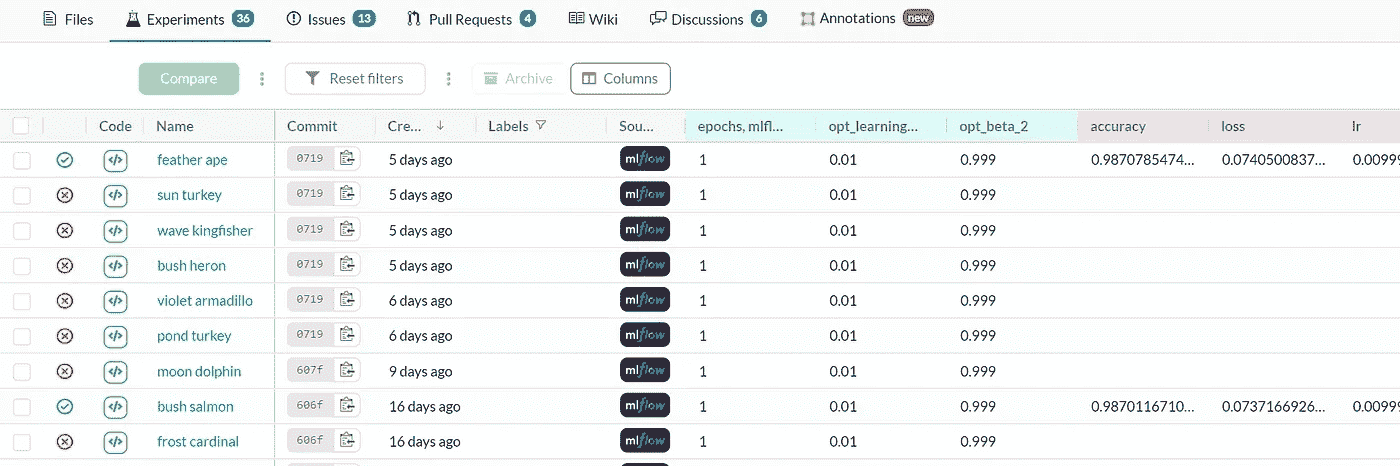 Files Experiments 36 Issues 13 Pull Requests 4 Wiki Discussions 6 Annotations new
Compare Reset filters Archive Columns
Code Name Commit Cre... Labels Sou... epochs, mlfl... opt_learning... opt_beta_2 accuracy loss lr
feather ape 0719 5 days ago mlflow 1 0.01 0.999 0.9870785474... 0.0740500837... 0.00999
sun turkey 0719 5 days ago mlflow 1 0.01 0.999
wave kingfisher 0719 5 days ago mlflow 1 0.01 0.999
bush heron 0719 5 days ago mlflow 1 0.01 0.999
violet armadillo 0719 6 days ago mlflow 1 0.01 0.999
pond turkey 0719 6 days ago mlflow 1 0.01 0.999
moon dolphin 607f 9 days ago mlflow 1 0.01 0.999
bush salmon 606f 16 days ago mlflow 1 0.01 0.999 0.9870116710... 0.0737166926... 0.00999
frost cardinal 606f 16 days ago mlflow 1 0.01 0.999